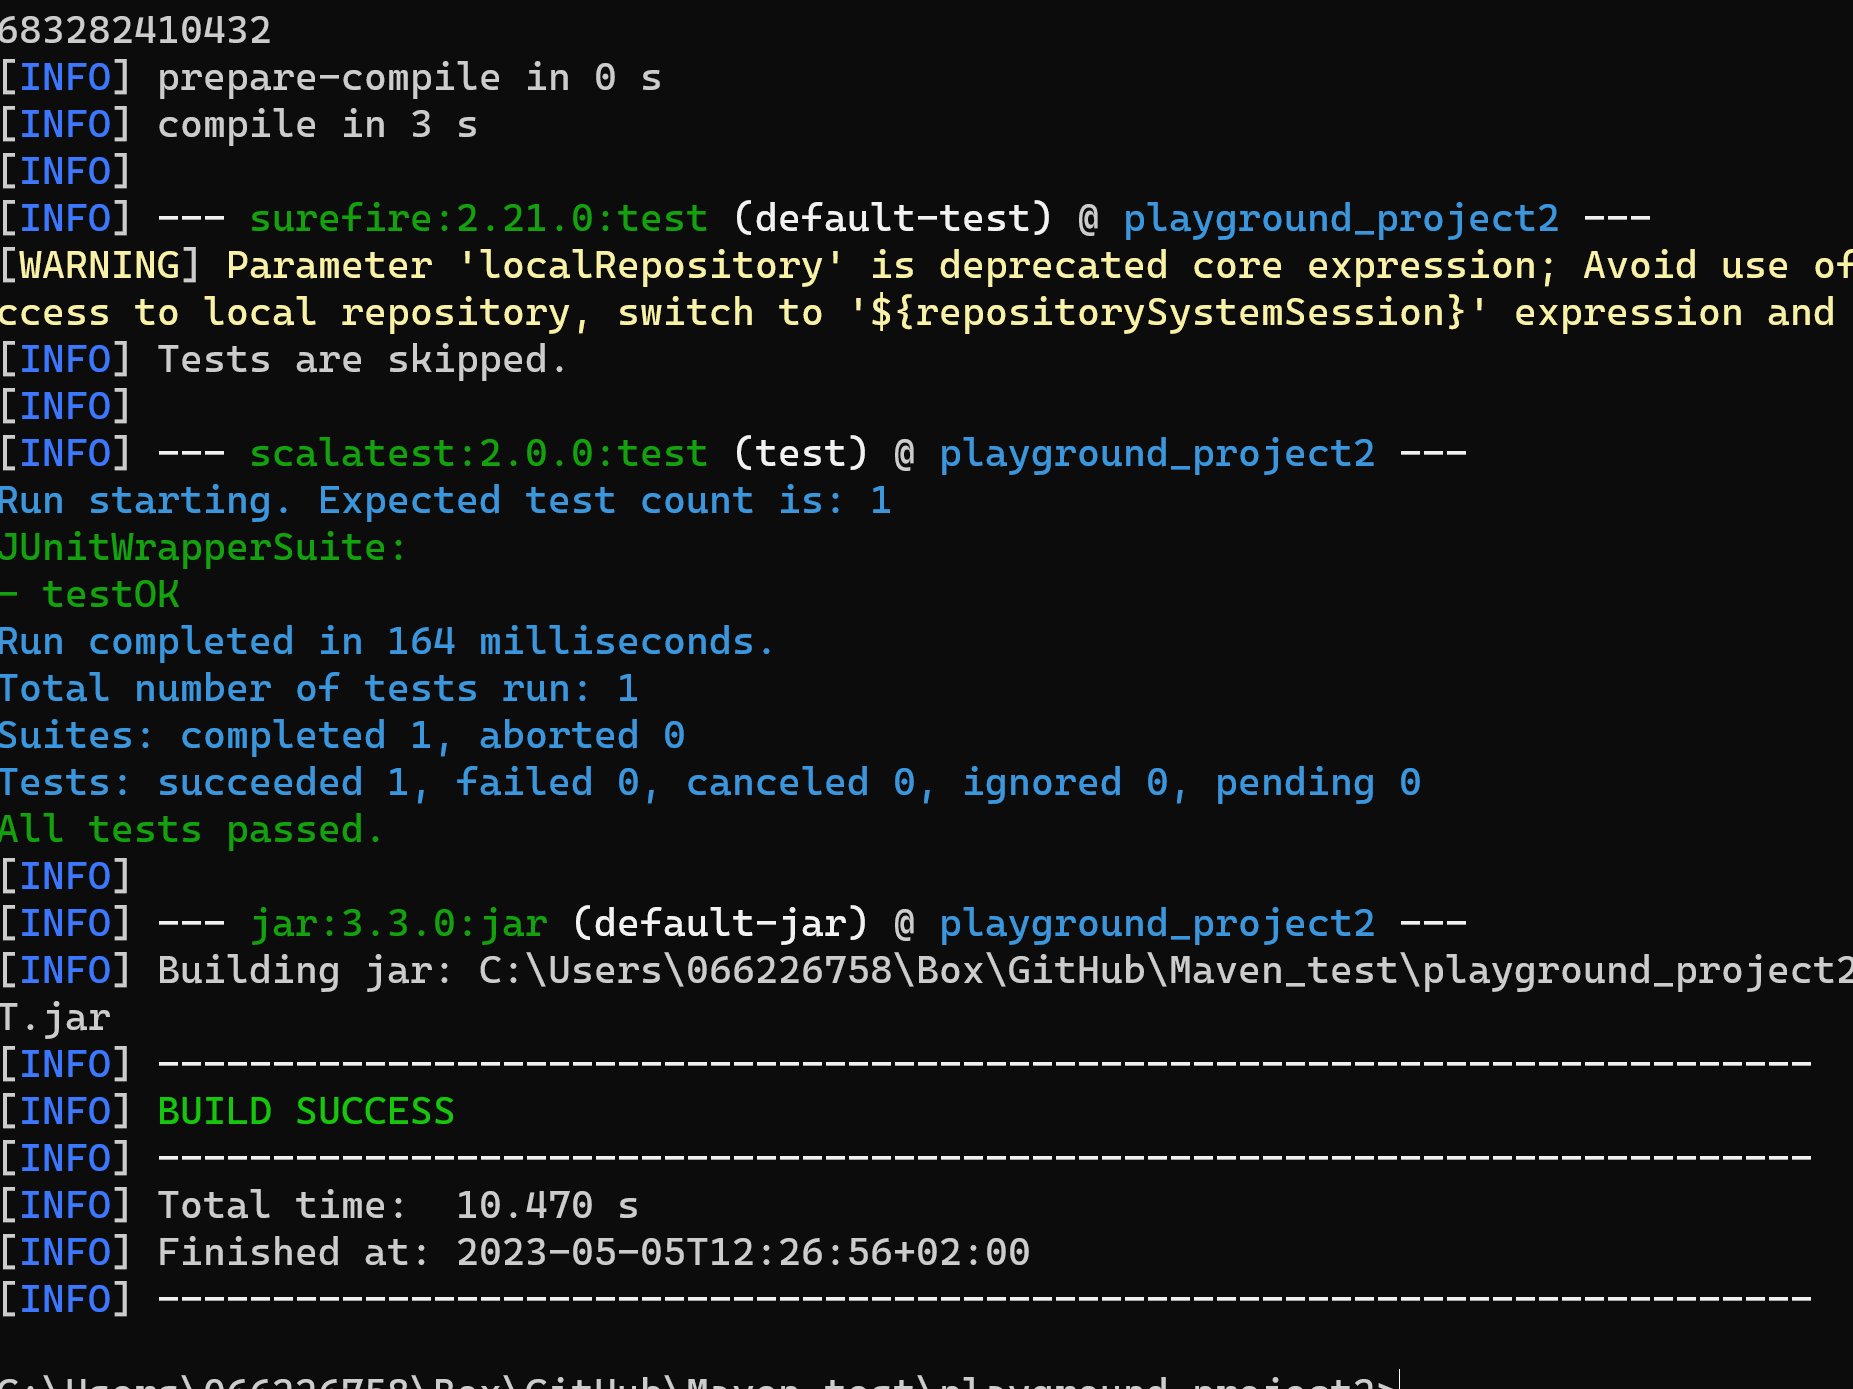 683282410432
[INFO] prepare-compile in 0 s
[INFO] compile in 3 s
[INFO]
[INFO] --- surefire:2.21.0:test (default-test) @ playground_project2 ---
[WARNING] Parameter 'localRepository' is deprecated core expression; Avoid use of
ccess to local repository, switch to '${repositorySystemSession}' expression and
[INFO] Tests are skipped.
[INFO]
[INFO] --- scalatest:2.0.0:test (test) @ playground_project2 ---
Run starting. Expected test count is: 1
JUnitWrapperSuite:
- testOK
Run completed in 164 milliseconds.
Total number of tests run: 1
Suites: completed 1, aborted 0
Tests: succeeded 1, failed 0, canceled 0, ignored 0, pending 0
All tests passed.
[INFO]
[INFO] --- jar:3.3.0:jar (default-jar) @ playground_project2 ---
[INFO] Building jar: C:\Users\066226758\Box\GitHub\Maven_test\playground_project2
T.jar
[INFO] ------------------------------------------------------------------------
[INFO] BUILD SUCCESS
[INFO] ------------------------------------------------------------------------
[INFO] Total time:  10.470 s
[INFO] Finished at: 2023-05-05T12:26:56+02:00
[INFO] ------------------------------------------------------------------------
C:\Users\066226758\Box\GitHub\Maven_test\playground_project2>